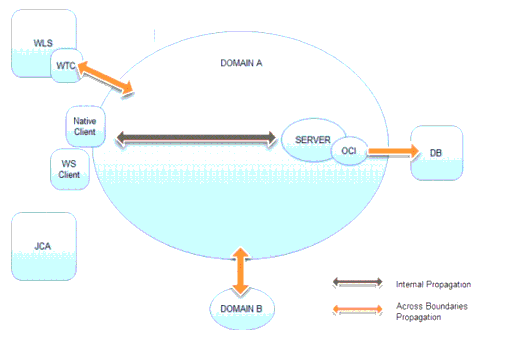 WLS
WTC
DOMAIN A
Native
Client
SERVER
OCI
DB
WS
Client
JCA
DOMAIN B
Internal Propagation
Across Boundaries
Propagation